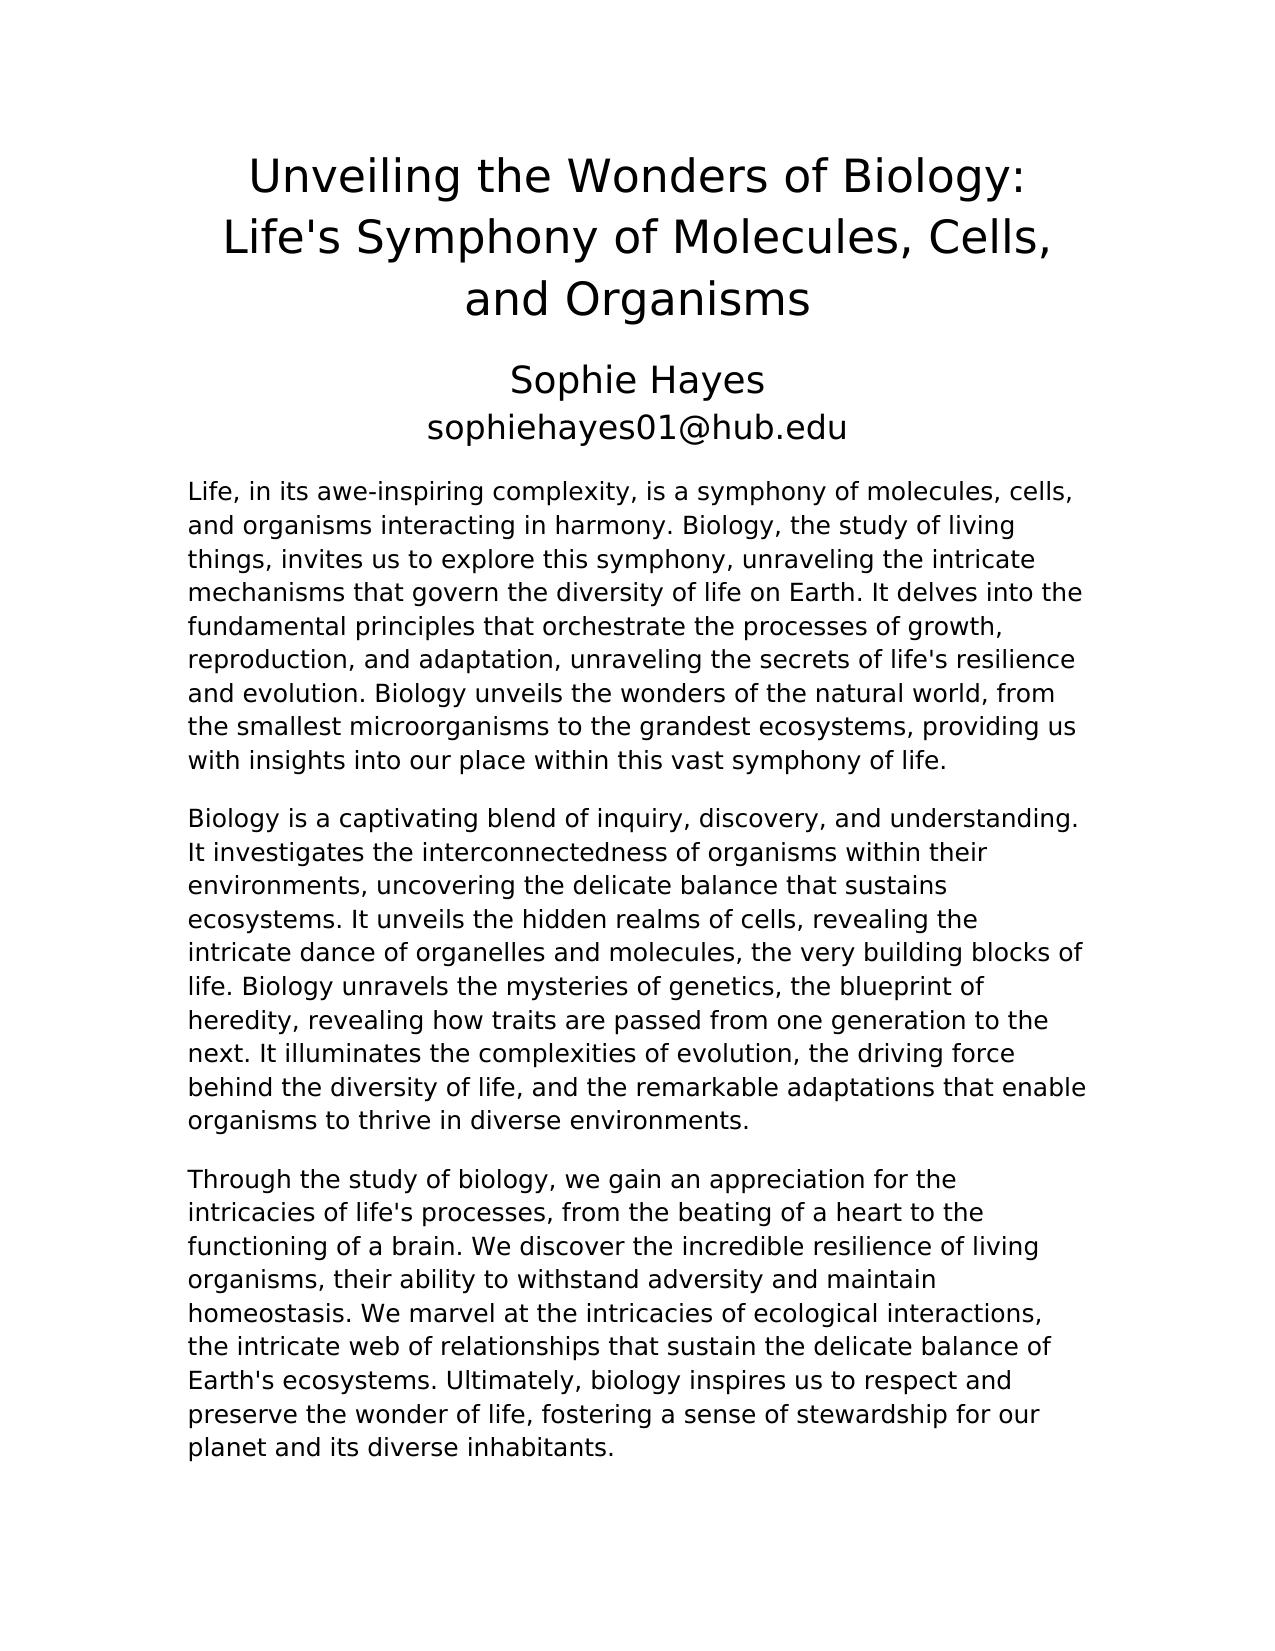 Unveiling the Wonders of Biology:
Life's Symphony of Molecules, Cells,
and Organisms
Sophie Hayes
sophiehayes01@hub.edu
Life, in its awe-inspiring complexity, is a symphony of molecules, cells,
and organisms interacting in harmony. Biology, the study of living
things, invites us to explore this symphony, unraveling the intricate
mechanisms that govern the diversity of life on Earth. It delves into the
fundamental principles that orchestrate the processes of growth,
reproduction, and adaptation, unraveling the secrets of life's resilience
and evolution. Biology unveils the wonders of the natural world, from
the smallest microorganisms to the grandest ecosystems, providing us
with insights into our place within this vast symphony of life.
Biology is a captivating blend of inquiry, discovery, and understanding.
It investigates the interconnectedness of organisms within their
environments, uncovering the delicate balance that sustains
ecosystems. It unveils the hidden realms of cells, revealing the
intricate dance of organelles and molecules, the very building blocks of
life. Biology unravels the mysteries of genetics, the blueprint of
heredity, revealing how traits are passed from one generation to the
next. It illuminates the complexities of evolution, the driving force
behind the diversity of life, and the remarkable adaptations that enable
organisms to thrive in diverse environments.
Through the study of biology, we gain an appreciation for the
intricacies of life's processes, from the beating of a heart to the
functioning of a brain. We discover the incredible resilience of living
organisms, their ability to withstand adversity and maintain
homeostasis. We marvel at the intricacies of ecological interactions,
the intricate web of relationships that sustain the delicate balance of
Earth's ecosystems. Ultimately, biology inspires us to respect and
preserve the wonder of life, fostering a sense of stewardship for our
planet and its diverse inhabitants.